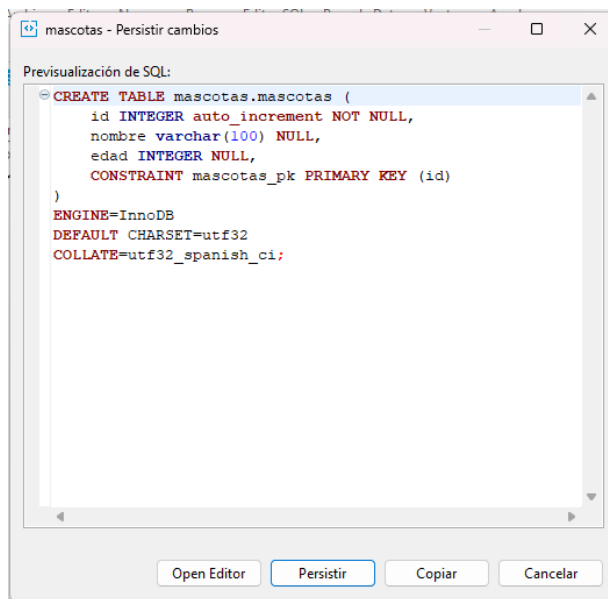 mascotas - Persistir cambios
Previsualización de SQL:
CREATE TABLE mascotas.mascotas (
id INTEGER auto_increment NOT NULL,
nombre varchar(100) NULL,
edad INTEGER NULL,
CONSTRAINT mascotas_pk PRIMARY KEY (id)
)
ENGINE=InnoDB
DEFAULT CHARSET=utf32
COLLATE=utf32_spanish_ci;
Open Editor Persistir Copiar Cancelar